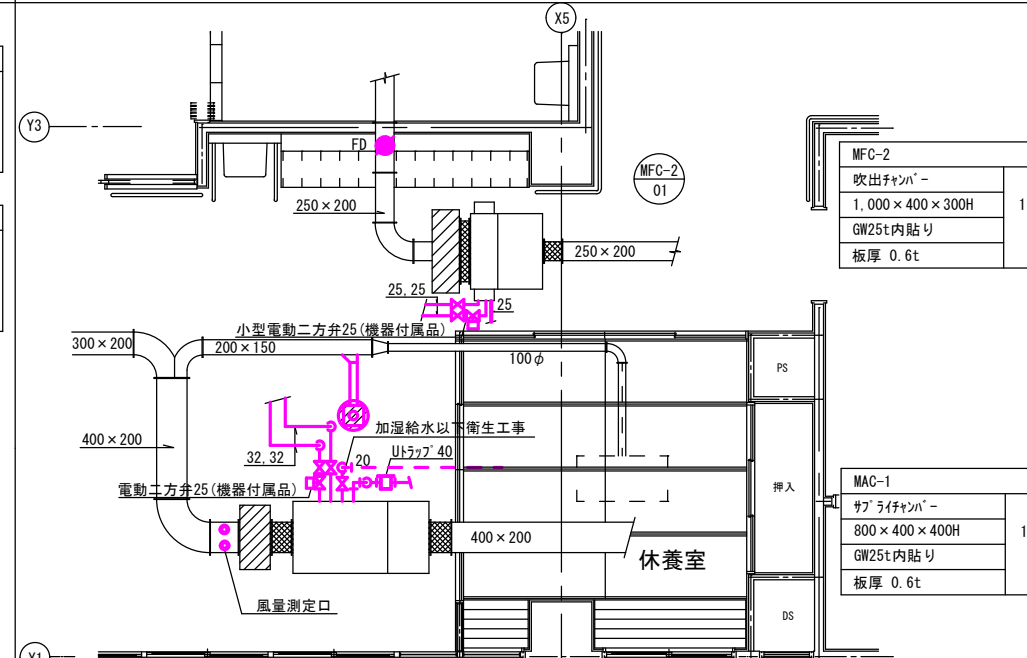 X5
Y3
FD
MFC-2
01
250×200
250×200
25,25
25
小型電動二方弁25(機器付属品)
300×200
200×150
100φ
PS
400×200
加湿給水以下衛生工事
Uトラップ40
32,32
20
電動二方弁25(機器付属品)
押入
400×200
休養室
風量測定口
DS
Y1
MFC-2
吹出チャンバー
1,000×400×300H
1
GW25t内貼り
板厚 0.6t
MAC-1
サプライチャンバー
800×400×400H
1
GW25t内貼り
板厚 0.6t